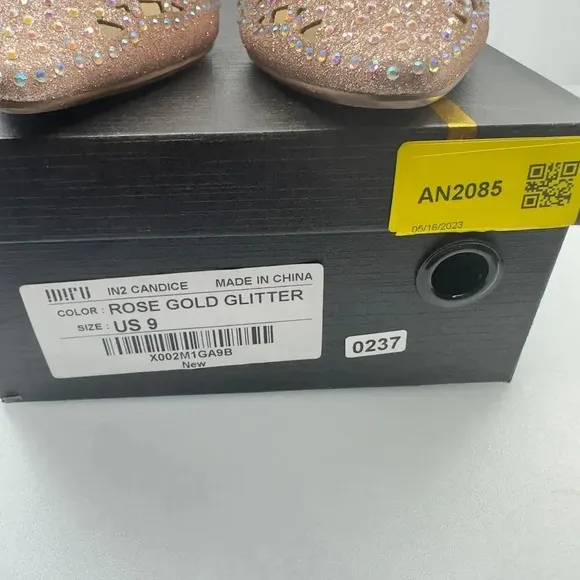 AN2085
05/16/2023
IN2 CANDICE MADE IN CHINA
COLOR : ROSE GOLD GLITTER
SIZE : US 9
X002M1GA9B
New
0237